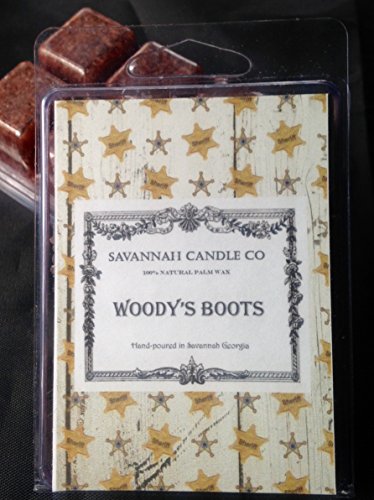 SAVANNAH CANDLE CO
100% NATURAL PALM WAX
WOODY'S BOOTS
Hand-poured in Savannah Georgia